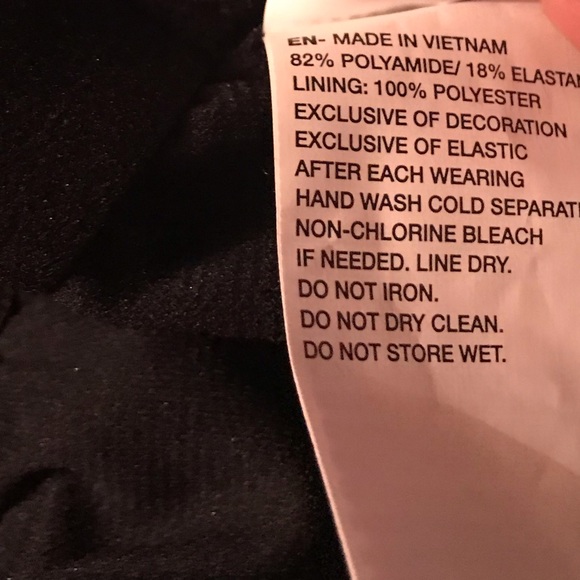 EN- MADE IN VIETNAM
82% POLYAMIDE/ 18% ELASTAN
LINING: 100% POLYESTER
EXCLUSIVE OF DECORATION
EXCLUSIVE OF ELASTIC
AFTER EACH WEARING
HAND WASH COLD SEPARAT
NON-CHLORINE BLEACH
IF NEEDED. LINE DRY.
DO NOT IRON.
DO NOT DRY CLEAN.
DO NOT STORE WET.